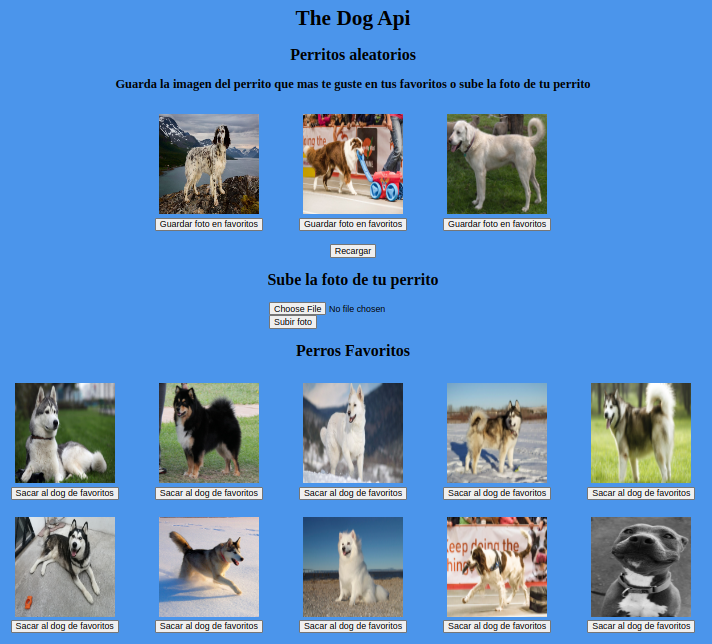 The Dog Api
Perritos aleatorios
Guarda la imagen del perrito que mas te guste en tus favoritos o sube la foto de tu perrito
oing the
Guardar foto en favoritos Guardar foto en favoritos Guardar foto en favoritos
Recargar
Sube la foto de tu perrito
Choose File No file chosen
Subir foto
Perros Favoritos
Sacar al dog de favoritos Sacar al dog de favoritos Sacar al dog de favoritos Sacar al dog de favoritos Sacar al dog de favoritos
Keep doing the
thing
Sacar al dog de favoritos Sacar al dog de favoritos Sacar al dog de favoritos Sacar al dog de favoritos Sacar al dog de favoritos